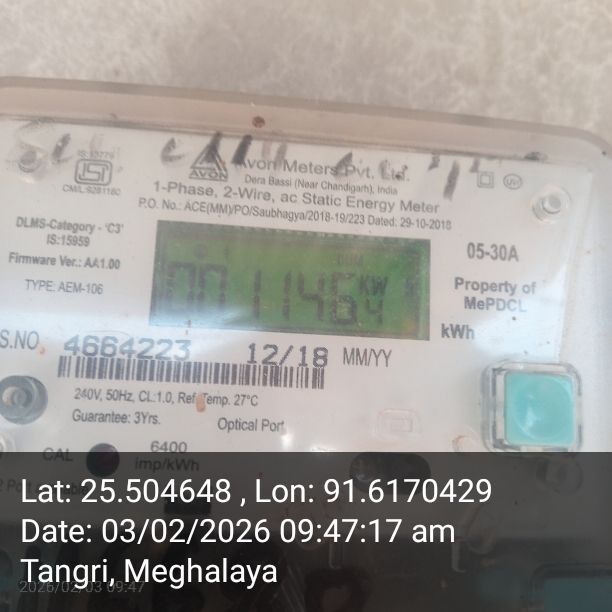 IS:13779
CM/L:9281160
AVON
Avon Meters Pvt. Ltd.
Dera Bassi (Near Chandigarh), India
1-Phase, 2-Wire, ac Static Energy Meter
P.O. No.: ACE(MM)/PO/Saubhagya/2018-19/223 Dated: 29-10-2018
DLMS-Category - 'C3'
IS:15959
Firmware Ver.: AA1.00
TYPE: AEM-106
05-30A
Property of
MePDCL
CUM
KW
kWh
S.NO. 4664223 12/18 MM/YY
240V, 50Hz, CL:1.0, Ref. Temp. 27°C
Guarantee: 3Yrs.
Optical Port
CAL
6400
imp/kWh
Lat: 25.504648 , Lon: 91.6170429
Date: 03/02/2026 09:47:17 am
Tangri, Meghalaya
2026/02/03 09:47